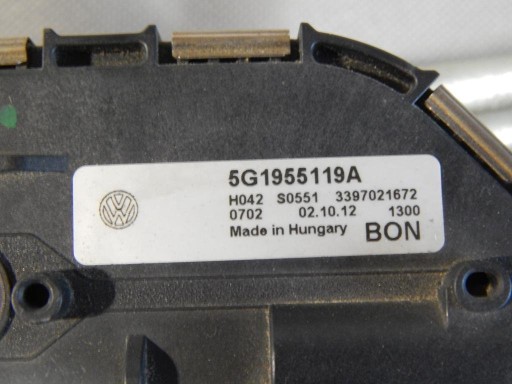 5G1955119A
H042 S0551 3397021672
0702 02.10.12 1300
Made in Hungary BON